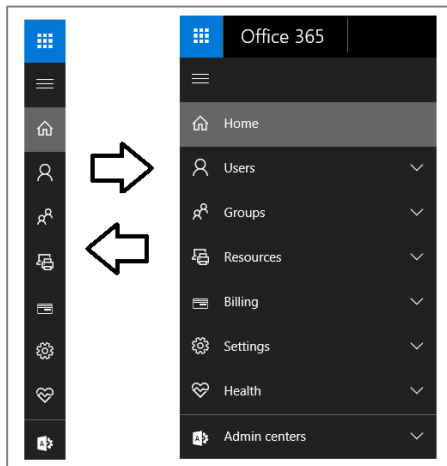 Office 365
Home
Users
Groups
Resources
Billing
Settings
Health
Admin centers